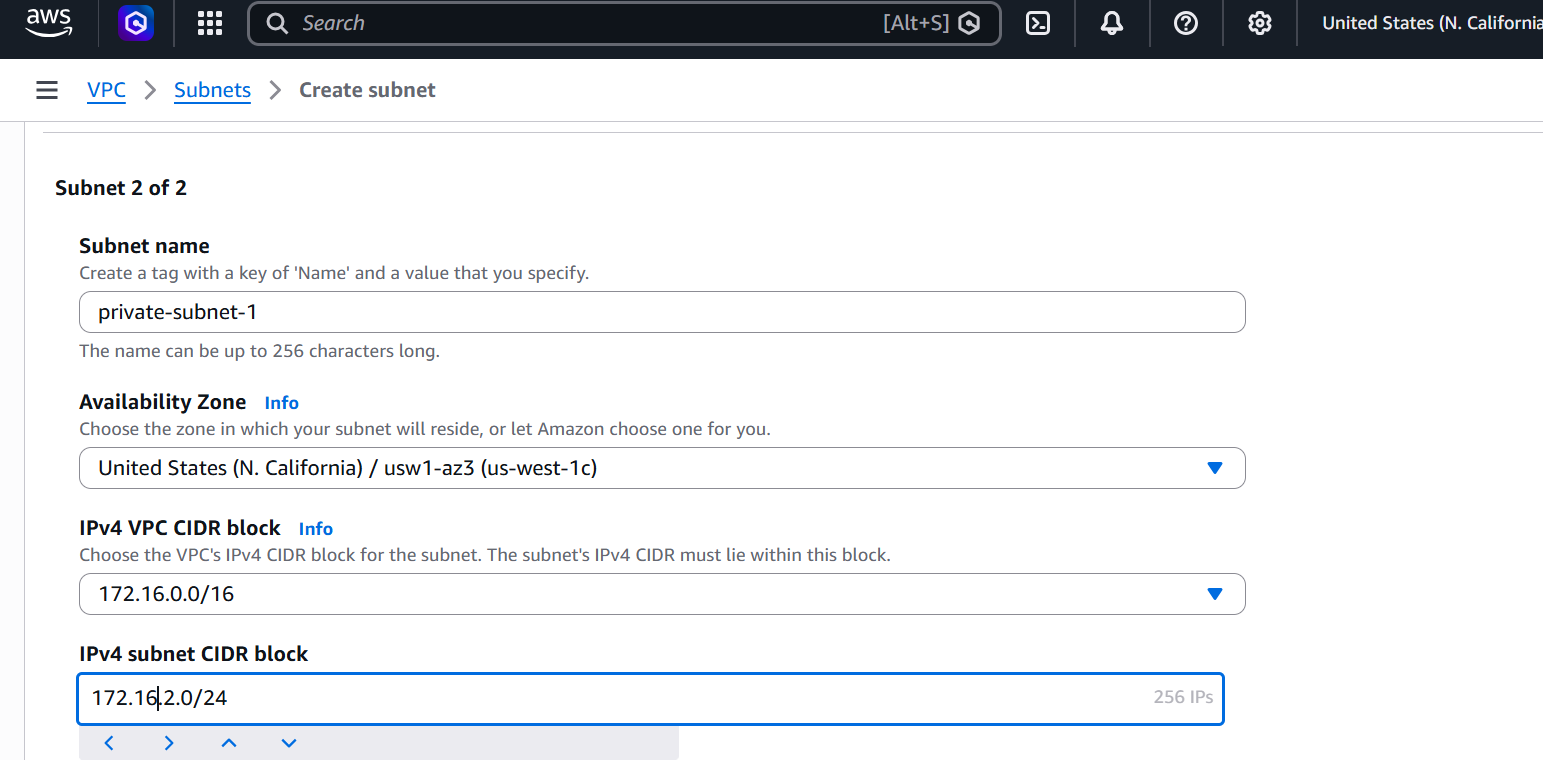 aws
Search [Alt+S] United States (N. California
VPC Subnets Create subnet
Subnet 2 of 2
Subnet name
Create a tag with a key of 'Name' and a value that you specify.
private-subnet-1
The name can be up to 256 characters long.
Availability Zone Info
Choose the zone in which your subnet will reside, or let Amazon choose one for you.
United States (N. California) / usw1-az3 (us-west-1c)
IPv4 VPC CIDR block Info
Choose the VPC's IPv4 CIDR block for the subnet. The subnet's IPv4 CIDR must lie within this block.
172.16.0.0/16
IPv4 subnet CIDR block
172.16.2.0/24 256 IPs